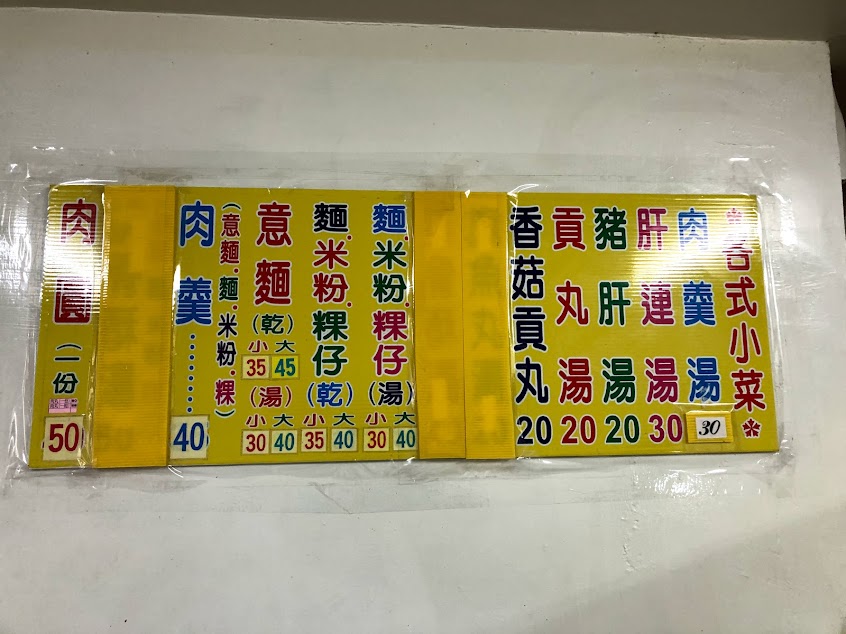 各式小菜
肉羹湯 30
肝連湯 30
豬肝湯 20
貢丸湯 20
香菇貢丸 20
麵.米粉.粿仔(湯) 小 30 大 40
麵.米粉.粿仔(乾) 小 35 大 40
意麵(乾) 小 35 大 45
(湯) 小 30 大 40
(意麵.麵.米粉.粿)
肉羹......... 40
肉圓(一份 50